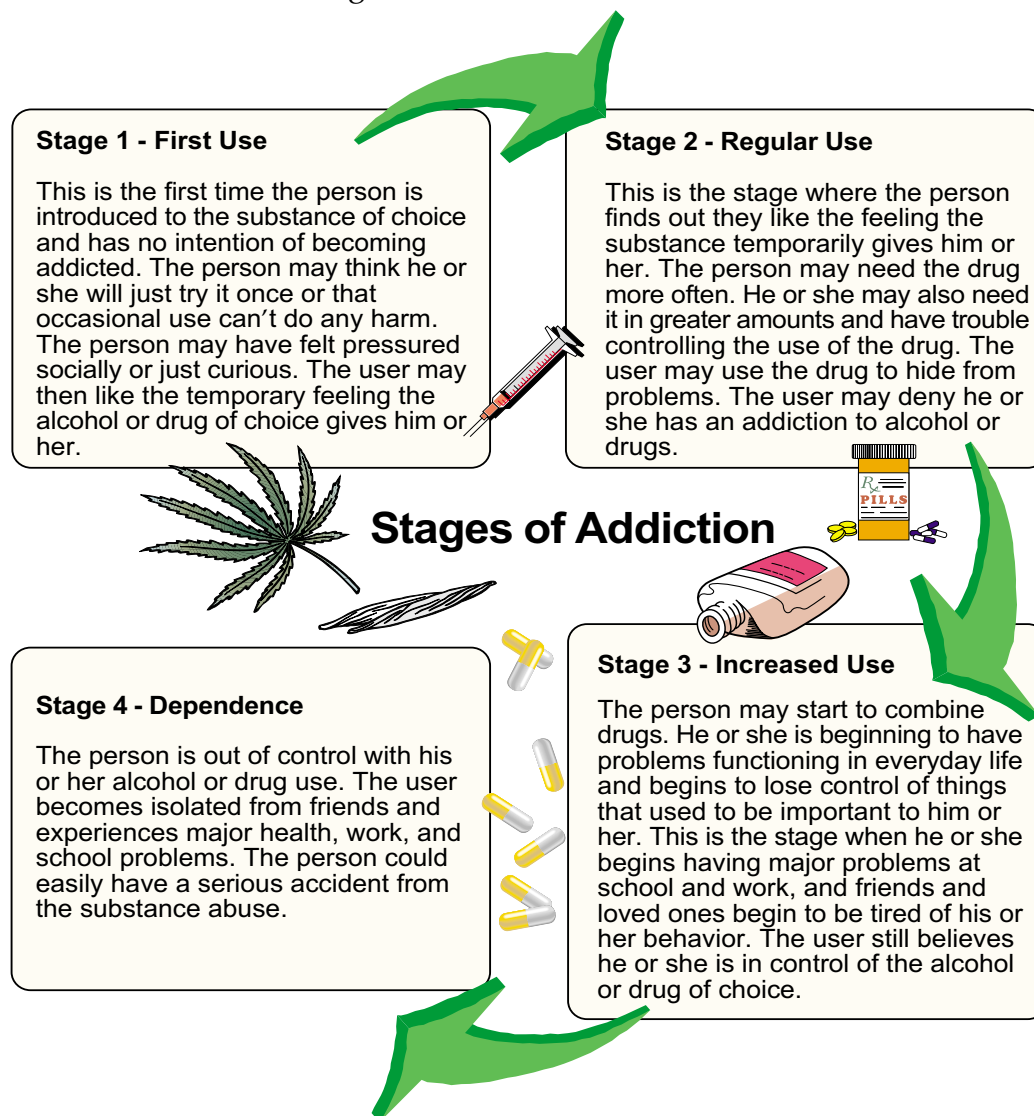 Stage 1 - First Use
This is the first time the person is
introduced to the substance of choice
and has no intention of becoming
addicted. The person may think he or
she will just try it once or that
occasional use can't do any harm.
The person may have felt pressured
socially or just curious. The user may
then like the temporary feeling the
alcohol or drug of choice gives him or
her.
Stage 2 - Regular Use
This is the stage where the person
finds out they like the feeling the
substance temporarily gives him or
her. The person may need the drug
more often. He or she may also need
it in greater amounts and have trouble
controlling the use of the drug. The
user may use the drug to hide from
problems. The user may deny he or
she has an addiction to alcohol or
drugs.
Stages of Addiction
Rx
PILLS
Stage 3 - Increased Use
The person may start to combine
drugs. He or she is beginning to have
problems functioning in everyday life
and begins to lose control of things
that used to be important to him or
her. This is the stage when he or she
begins having major problems at
school and work, and friends and
loved ones begin to be tired of his or
her behavior. The user still believes
he or she is in control of the alcohol
or drug of choice.
Stage 4 - Dependence
The person is out of control with his
or her alcohol or drug use. The user
becomes isolated from friends and
experiences major health, work, and
school problems. The person could
easily have a serious accident from
the substance abuse.